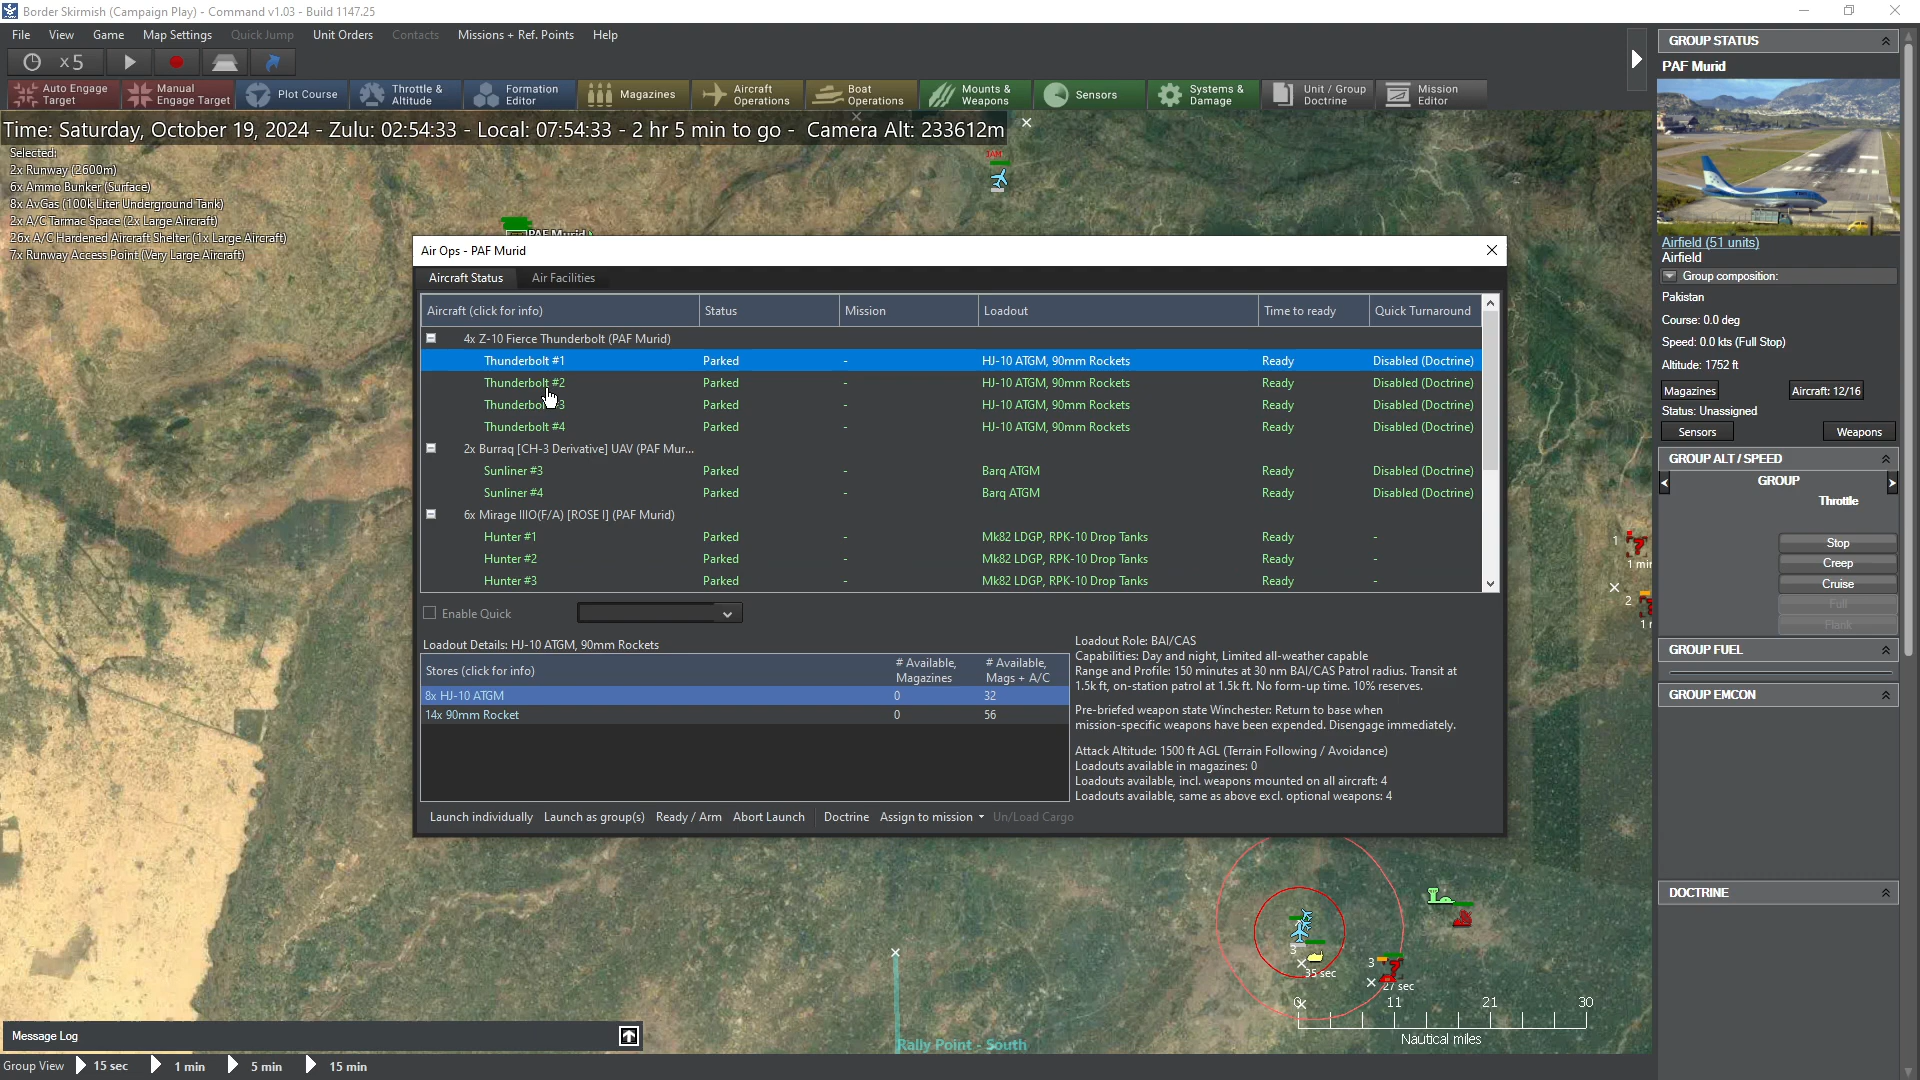 Border Skirmish (Campaign Play) - Command v1.03 - Build 1147.25
File View Game Map Settings Quick Jump Unit Orders Contacts Missions + Ref. Points Help
x 5
Auto Engage Target
Manual Engage Target
Plot Course
Throttle & Altitude
Formation Editor
Magazines
Aircraft Operations
Boat Operations
Mounts & Weapons
Sensors
Systems & Damage
Unit / Group Doctrine
Mission Editor
Time: Saturday, October 19, 2024 - Zulu: 02:54:33 - Local: 07:54:33 - 2 hr 5 min to go - Camera Alt: 233612m
Selected:
2x Runway (2600m)
6x Ammo Bunker (Surface)
8x AvGas (100k Liter Underground Tank)
2x A/C Tarmac Space (2x Large Aircraft)
26x A/C Hardened Aircraft Shelter (1x Large Aircraft)
7x Runway Access Point (Very Large Aircraft)
PAF Murid
Air Ops - PAF Murid
Aircraft Status Air Facilities
Aircraft (click for info) Status Mission Loadout Time to ready Quick Turnaround
4x Z-10 Fierce Thunderbolt (PAF Murid)
Thunderbolt #1 Parked - HJ-10 ATGM, 90mm Rockets Ready Disabled (Doctrine)
Thunderbolt #2 Parked - HJ-10 ATGM, 90mm Rockets Ready Disabled (Doctrine)
Thunderbolt #3 Parked - HJ-10 ATGM, 90mm Rockets Ready Disabled (Doctrine)
Thunderbolt #4 Parked - HJ-10 ATGM, 90mm Rockets Ready Disabled (Doctrine)
2x Burraq [CH-3 Derivative] UAV (PAF Mur...
Sunliner #3 Parked - Barq ATGM Ready Disabled (Doctrine)
Sunliner #4 Parked - Barq ATGM Ready Disabled (Doctrine)
6x Mirage IIIO(F/A) [ROSE I] (PAF Murid)
Hunter #1 Parked - Mk82 LDGP, RPK-10 Drop Tanks Ready -
Hunter #2 Parked - Mk82 LDGP, RPK-10 Drop Tanks Ready -
Hunter #3 Parked - Mk82 LDGP, RPK-10 Drop Tanks Ready -
Enable Quick
Loadout Details: HJ-10 ATGM, 90mm Rockets
Stores (click for info) # Available, Magazines # Available, Mags + A/C
8x HJ-10 ATGM 0 32
14x 90mm Rocket 0 56
Loadout Role: BAI/CAS
Capabilities: Day and night, Limited all-weather capable
Range and Profile: 150 minutes at 30 nm BAI/CAS Patrol radius. Transit at
1.5k ft, on-station patrol at 1.5k ft. No form-up time. 10% reserves.
Pre-briefed weapon state Winchester: Return to base when
mission-specific weapons have been expended. Disengage immediately.
Attack Altitude: 1500 ft AGL (Terrain Following / Avoidance)
Loadouts available in magazines: 0
Loadouts available, incl. weapons mounted on all aircraft: 4
Loadouts available, same as above excl. optional weapons: 4
Launch individually Launch as group(s) Ready / Arm Abort Launch Doctrine Assign to mission Un/Load Cargo
GROUP STATUS
PAF Murid
Airfield (51 units)
Airfield
Group composition:
Pakistan
Course: 0.0 deg
Speed: 0.0 kts (Full Stop)
Altitude: 1752 ft
Magazines Aircraft: 12/16
Status: Unassigned
Sensors Weapons
GROUP ALT / SPEED
GROUP
Throttle
Stop
Creep
Cruise
Full
Flank
GROUP FUEL
GROUP EMCON
DOCTRINE
1
1 min
2
3
35 sec
3
27 sec
0 11 21 30
Nautical miles
Rally Point - South
Message Log
Group View 15 sec 1 min 5 min 15 min